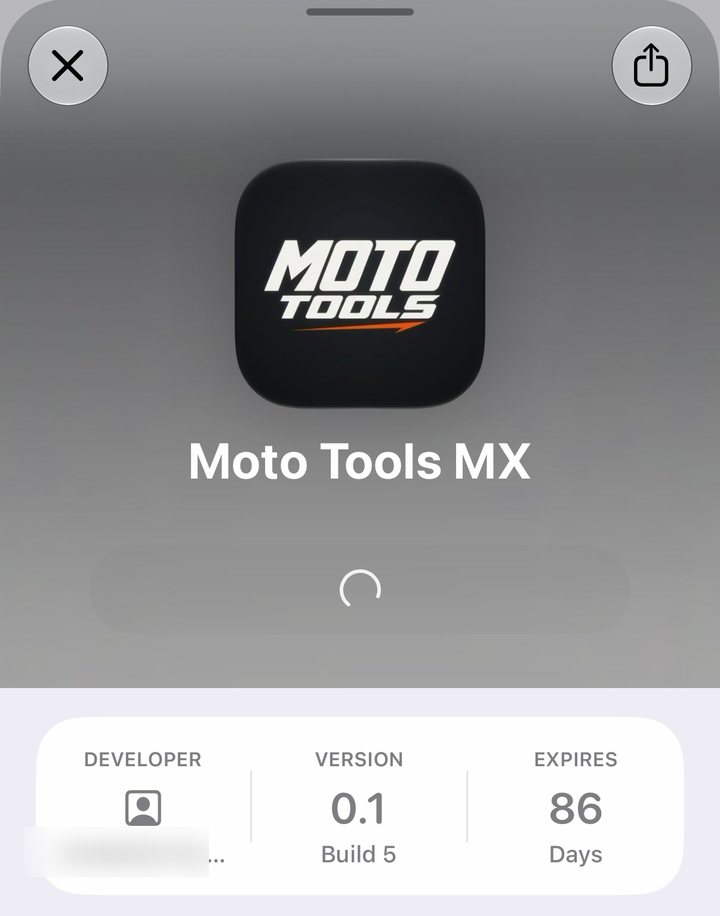 MOTO
TOOLS
Moto Tools MX
DEVELOPER
VERSION
EXPIRES
0.1
86
...
Build 5
Days